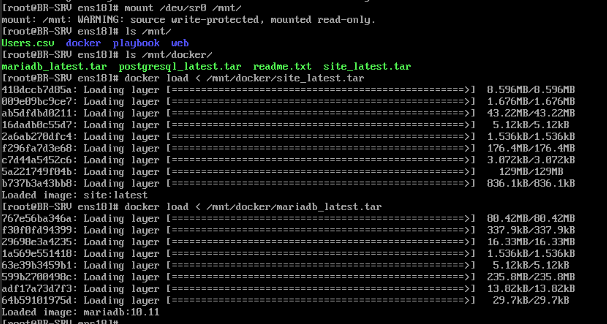 [root@BR-SRV ens18]# mount /dev/sr0 /mnt/
mount: /mnt: WARNING: source write-protected, mounted read-only.
[root@BR-SRV ens18]# ls /mnt/
Users.csv  docker  playbook  web
[root@BR-SRV ens18]# ls /mnt/docker/
mariadb_latest.tar  postgresql_latest.tar  readme.txt  site_latest.tar
[root@BR-SRV ens18]# docker load < /mnt/docker/site_latest.tar
418dccb7d85a: Loading layer [==================================================>]  8.596MB/8.596MB
009e09bc9ce7: Loading layer [==================================================>]  1.676MB/1.676MB
ab5dfdbd0211: Loading layer [==================================================>]  43.22MB/43.22MB
16dadb0c55d7: Loading layer [==================================================>]  5.12kB/5.12kB
2a6ab278dfc4: Loading layer [==================================================>]  1.536kB/1.536kB
f296fa7d3e68: Loading layer [==================================================>]  176.4MB/176.4MB
c7d44a5452c6: Loading layer [==================================================>]  3.072kB/3.072kB
5a221749f04b: Loading layer [==================================================>]  129MB/129MB
b737b3a43bb8: Loading layer [==================================================>]  836.1kB/836.1kB
Loaded image: site:latest
[root@BR-SRV ens18]# docker load < /mnt/docker/mariadb_latest.tar
767e56ba346a: Loading layer [==================================================>]  80.42MB/80.42MB
f30f0fd94399: Loading layer [==================================================>]  337.9kB/337.9kB
29698e3a4235: Loading layer [==================================================>]  16.33MB/16.33MB
1a569e551418: Loading layer [==================================================>]  1.536kB/1.536kB
63e39b3459b1: Loading layer [==================================================>]  5.12kB/5.12kB
599b2708498c: Loading layer [==================================================>]  235.8MB/235.8MB
adf17a73d7f3: Loading layer [==================================================>]  13.82kB/13.82kB
64b59101975d: Loading layer [==================================================>]  29.7kB/29.7kB
Loaded image: mariadb:10.11
[root@BR-SRV ens18]#